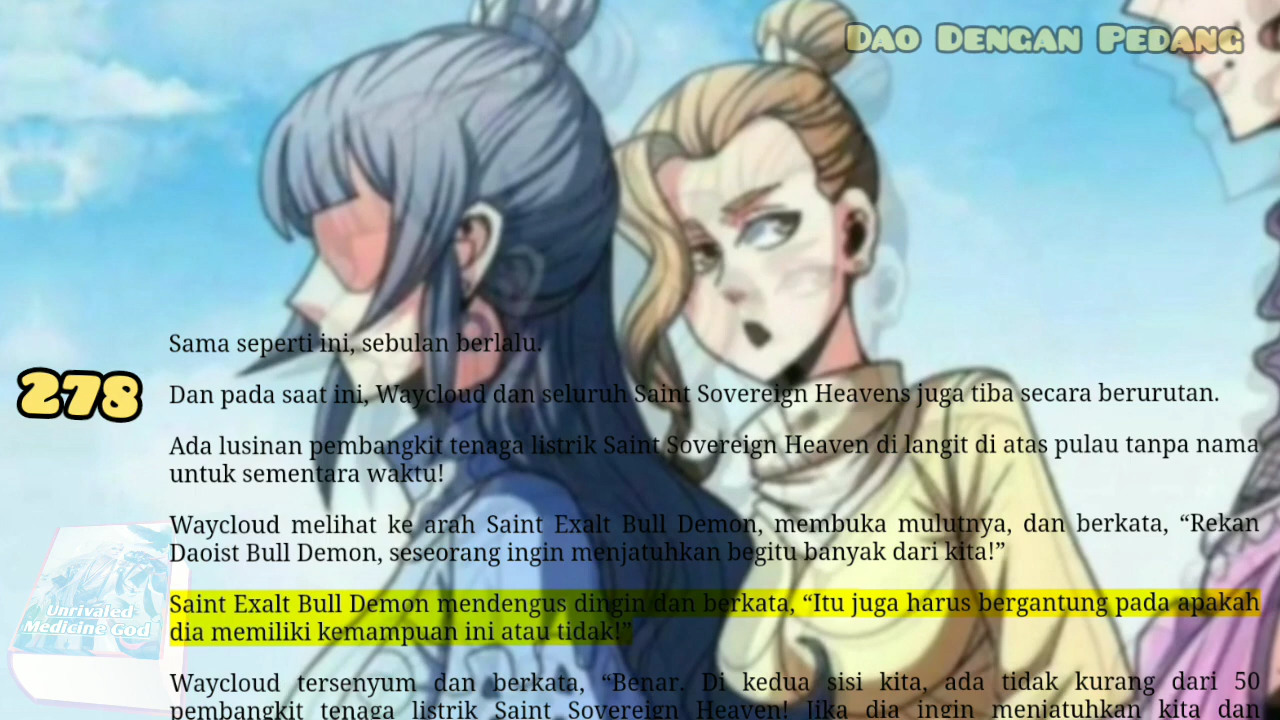 Dao Dengan Pedang
Sama seperti ini, sebulan berlalu.
278
Dan pada saat ini, Waycloud dan seluruh Saint Sovereign Heavens juga tiba secara berurutan.
Ada lusinan pembangkit tenaga listrik Saint Sovereign Heaven di langit di atas pulau tanpa nama
untuk sementara waktu!
Waycloud melihat ke arah Saint Exalt Bull Demon, membuka mulutnya, dan berkata, “Rekan
Daoist Bull Demon, seseorang ingin menjatuhkan begitu banyak dari kita!”
Saint Exalt Bull Demon mendengus dingin dan berkata, “Itu juga harus bergantung pada apakah
dia memiliki kemampuan ini atau tidak!”
Unrivaled
Medicine God
Waycloud tersenyum dan berkata, “Benar. Di kedua sisi kita, ada tidak kurang dari 50
pembangkit tenaga listrik Saint Sovereign Heaven! Jika dia ingin menjatuhkan kita dan